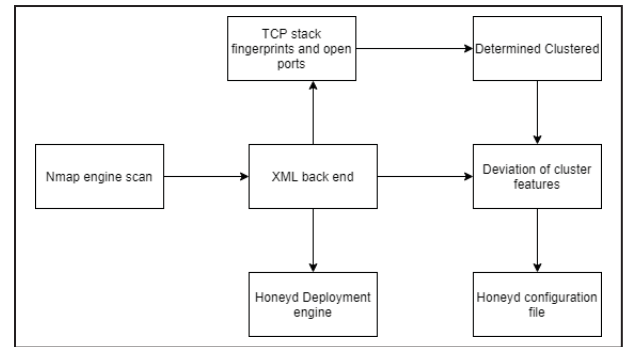 TCP stack
fingerprints and open
ports
Determined Clustered
Nmap engine scan
XML back end
Deviation of cluster
features
Honeyd Deployment
engine
Honeyd configuration
file